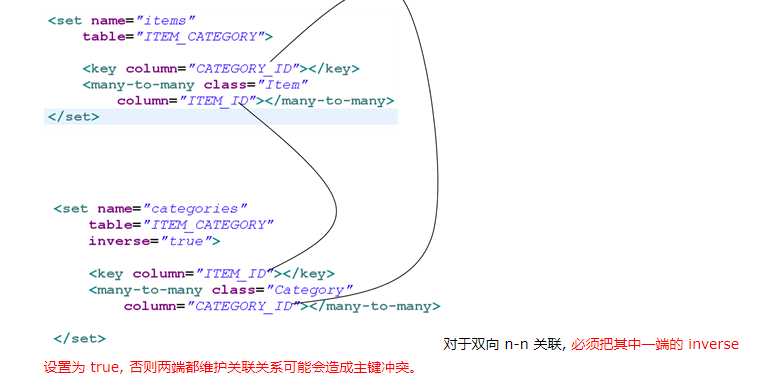 <set name="items"
table="ITEM_CATEGORY">
<key column="CATEGORY_ID"></key>
<many-to-many class="Item"
column="ITEM_ID"></many-to-many>
</set>
<set name="categories"
table="ITEM_CATEGORY"
inverse="true">
<key column="ITEM_ID"></key>
<many-to-many class="Category"
column="CATEGORY_ID"></many-to-many>
</set>
对于双向 n-n 关联, 必须把其中一端的 inverse
设置为 true, 否则两端都维护关联关系可能会造成主键冲突。